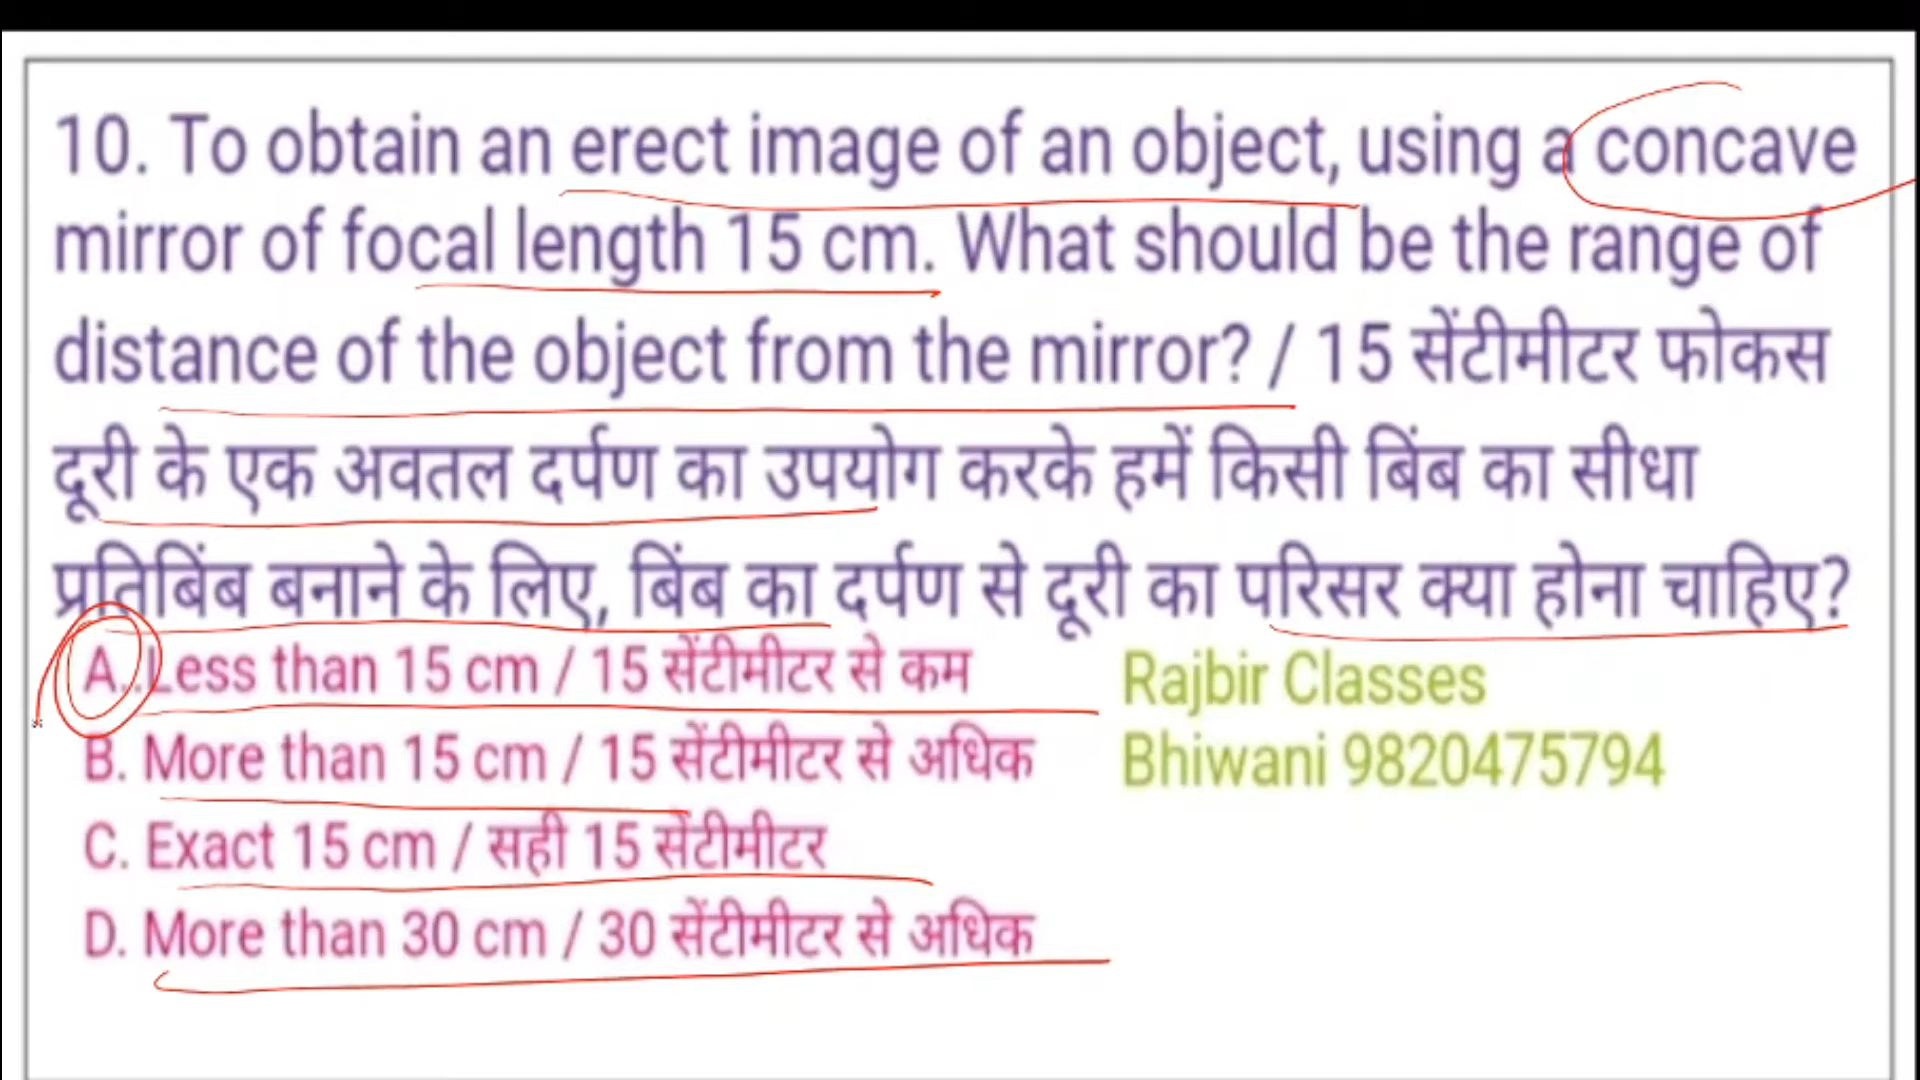 10. To obtain an erect image of an object, using a concave
mirror of focal length 15 cm. What should be the range of
distance of the object from the mirror? / 15 सेंटीमीटर फोकस
दूरी के एक अवतल दर्पण का उपयोग करके हमें किसी बिंब का सीधा
प्रतिबिंब बनाने के लिए, बिंब का दर्पण से दूरी का परिसर क्या होना चाहिए?
A..Less than 15 cm / 15 सेंटीमीटर से कम
B. More than 15 cm / 15 सेंटीमीटर से अधिक
C. Exact 15 cm / सही 15 सेंटीमीटर
D. More than 30 cm / 30 सेंटीमीटर से अधिक
Rajbir Classes
Bhiwani 9820475794